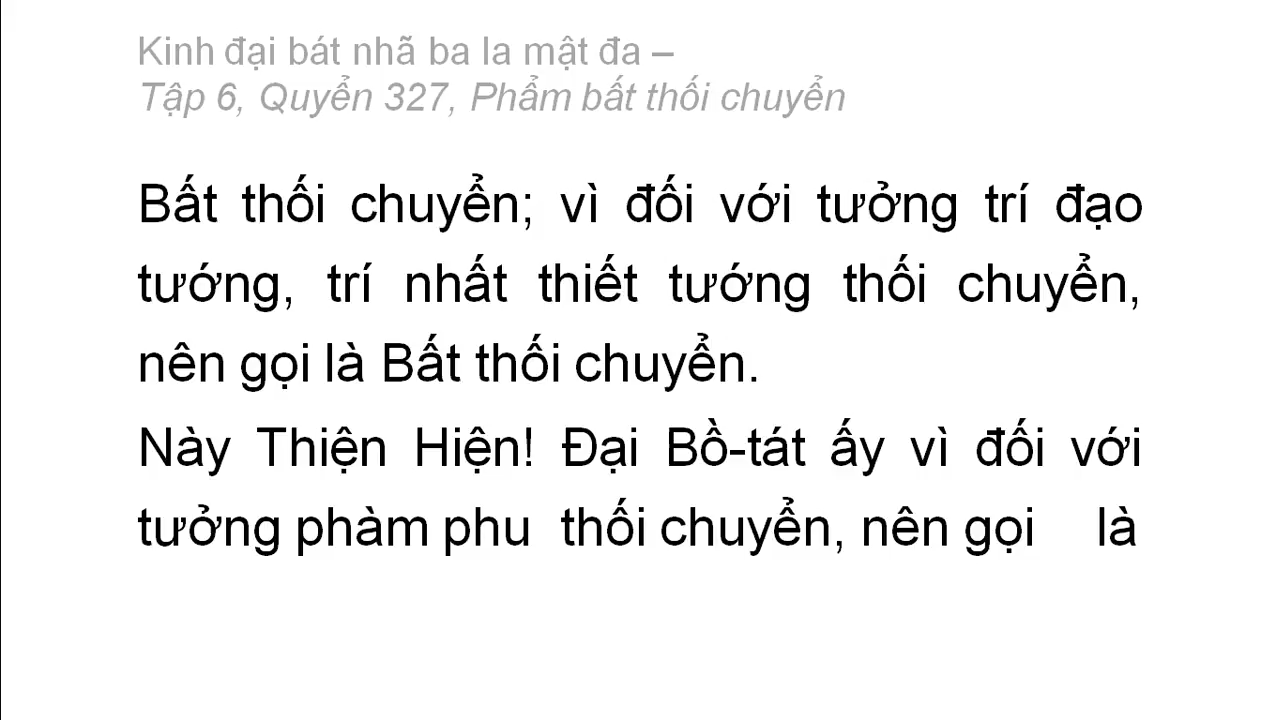 Kinh đại bát nhã ba la mật đa –
Tập 6, Quyển 327, Phẩm bất thối chuyển
Bất thối chuyển; vì đối với tưởng trí đạo
tướng, trí nhất thiết tướng thối chuyển,
nên gọi là Bất thối chuyển.
Này Thiện Hiện! Đại Bồ-tát ấy vì đối với
tưởng phàm phu thối chuyển, nên gọi là